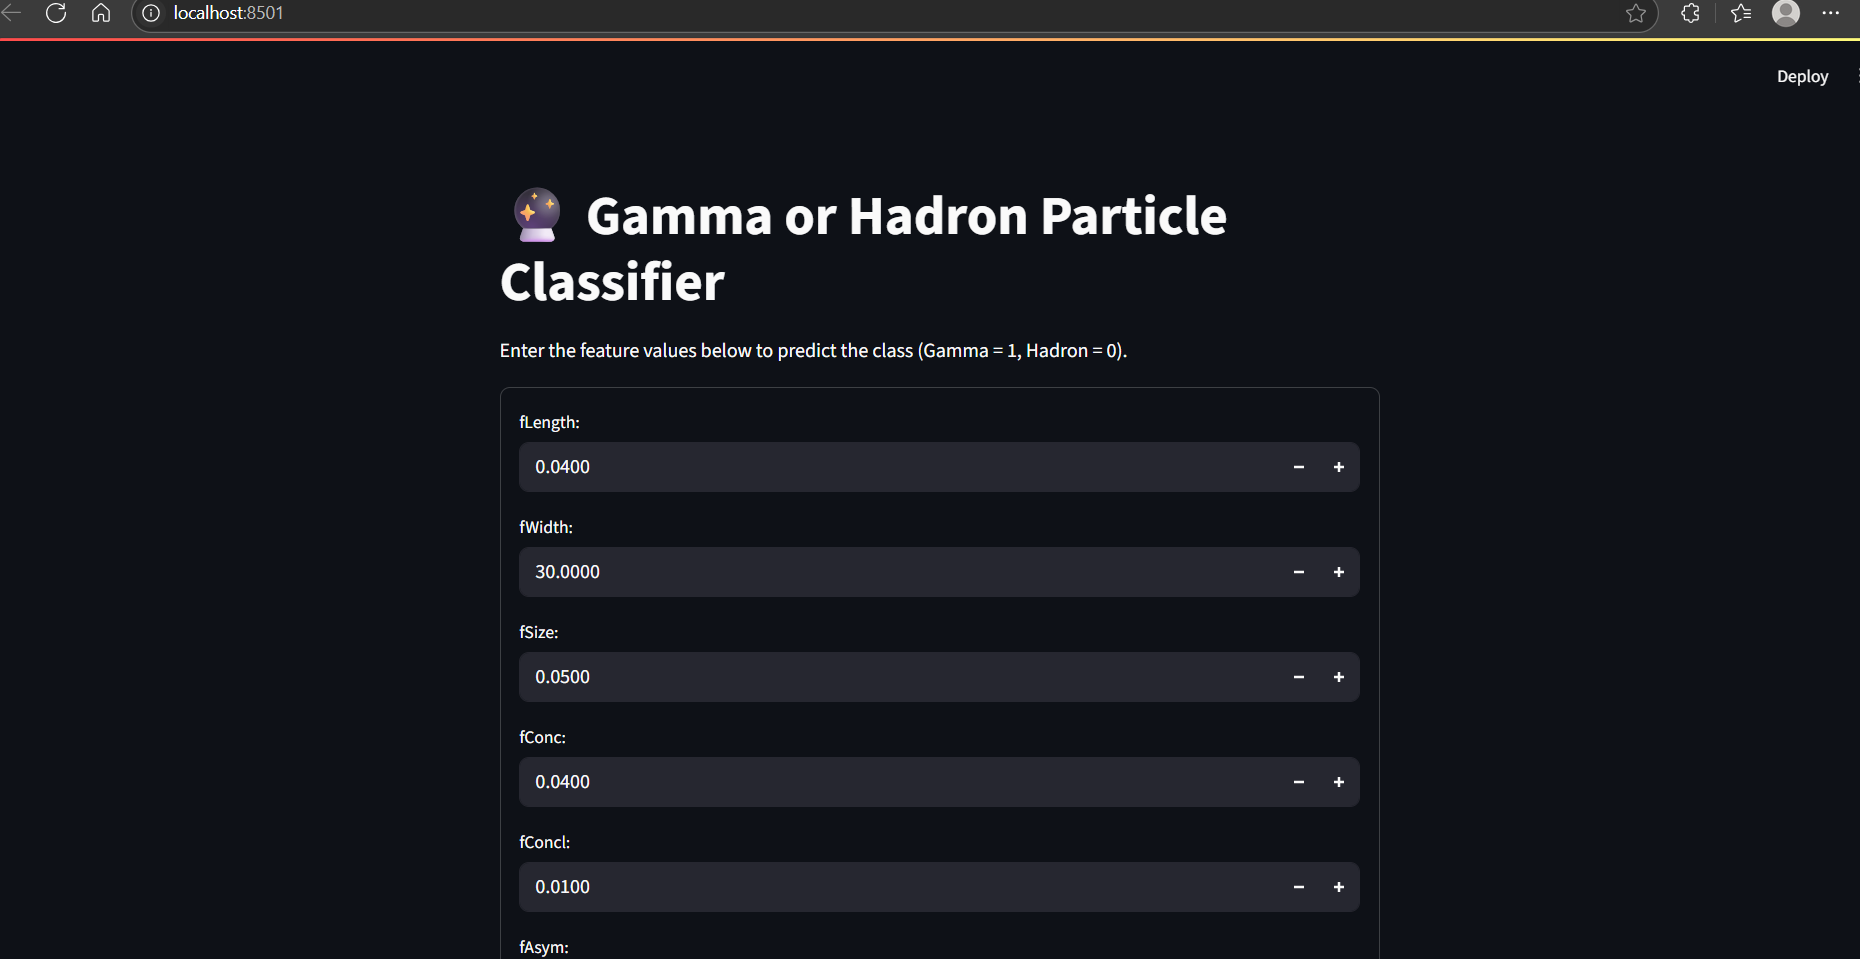 localhost:8501
Deploy
Gamma or Hadron Particle
Classifier
Enter the feature values below to predict the class (Gamma = 1, Hadron = 0).
fLength:
0.0400
fWidth:
30.0000
fSize:
0.0500
fConc:
0.0400
fConcl:
0.0100
fAsym: